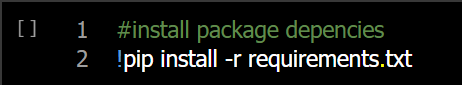 [ ] 1 #install package depencies
2 !pip install -r requirements.txt